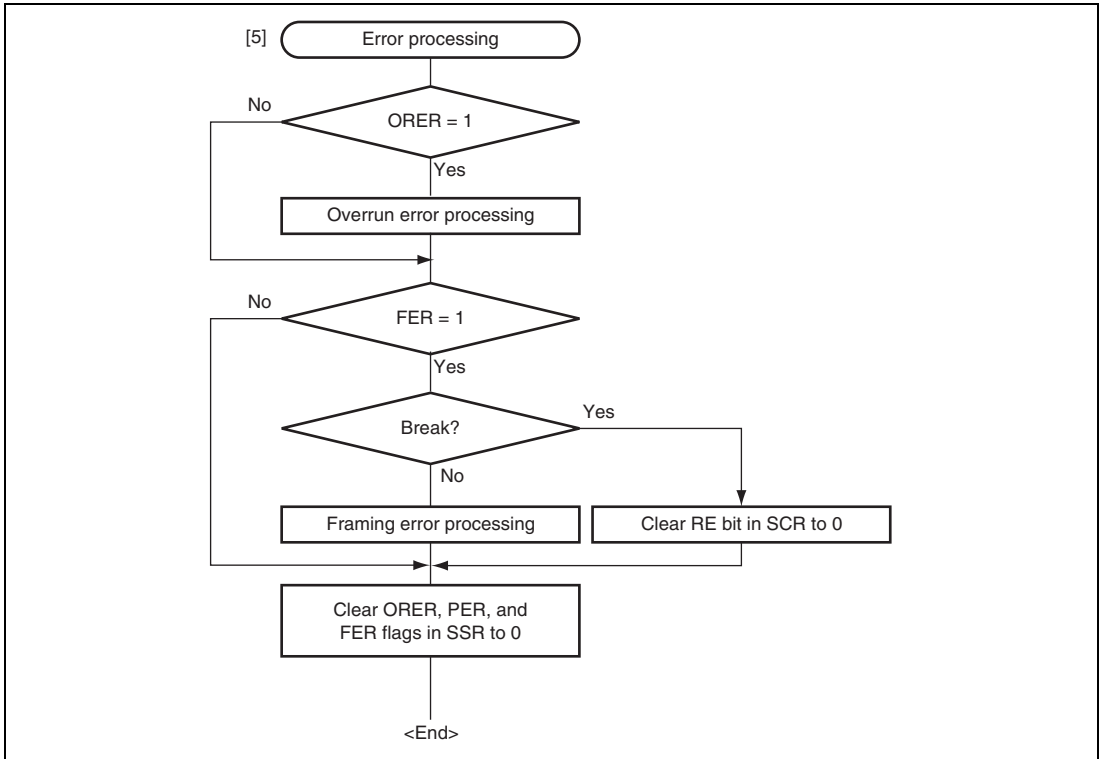 [5] Error processing
No
ORER = 1
Yes
Overrun error processing
No
FER = 1
Yes
Yes
Break?
No
Framing error processing
Clear RE bit in SCR to 0
Clear ORER, PER, and
FER flags in SSR to 0
<End>